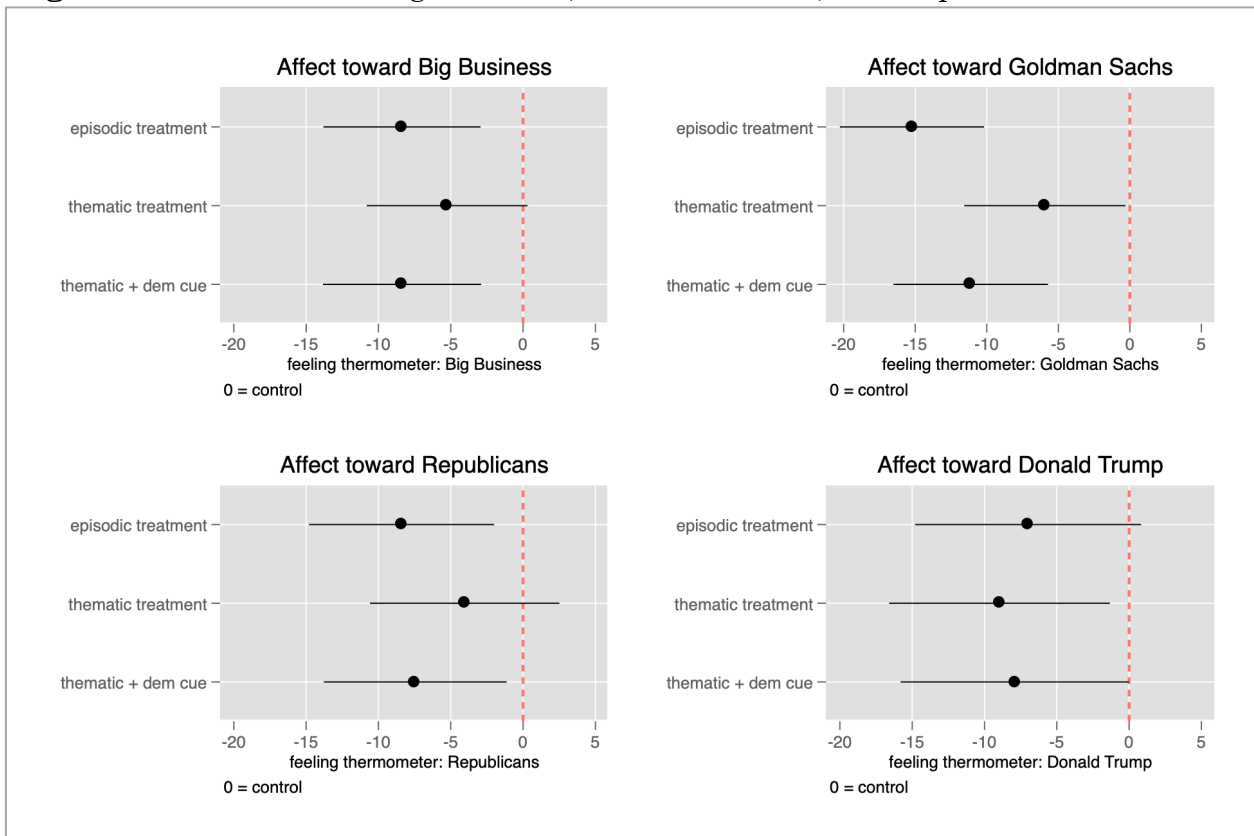 Affect toward Big Business
episodic treatment
thematic treatment
thematic + dem cue
-20 -15 -10 -5 0 5
feeling thermometer: Big Business
0 = control
Affect toward Goldman Sachs
episodic treatment
thematic treatment
thematic + dem cue
-20 -15 -10 -5 0 5
feeling thermometer: Goldman Sachs
0 = control
Affect toward Republicans
episodic treatment
thematic treatment
thematic + dem cue
-20 -15 -10 -5 0 5
feeling thermometer: Republicans
0 = control
Affect toward Donald Trump
episodic treatment
thematic treatment
thematic + dem cue
-20 -15 -10 -5 0 5
feeling thermometer: Donald Trump
0 = control